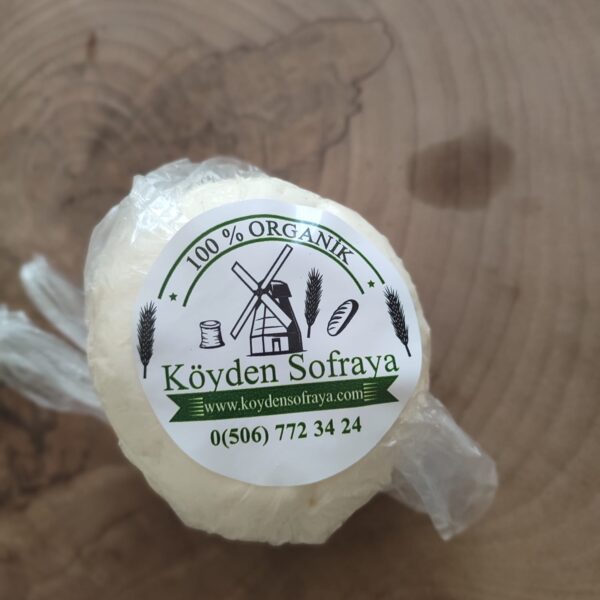 100 % ORGANİK
Köyden Sofraya
www.koydensofraya.com
0(506) 772 34 24